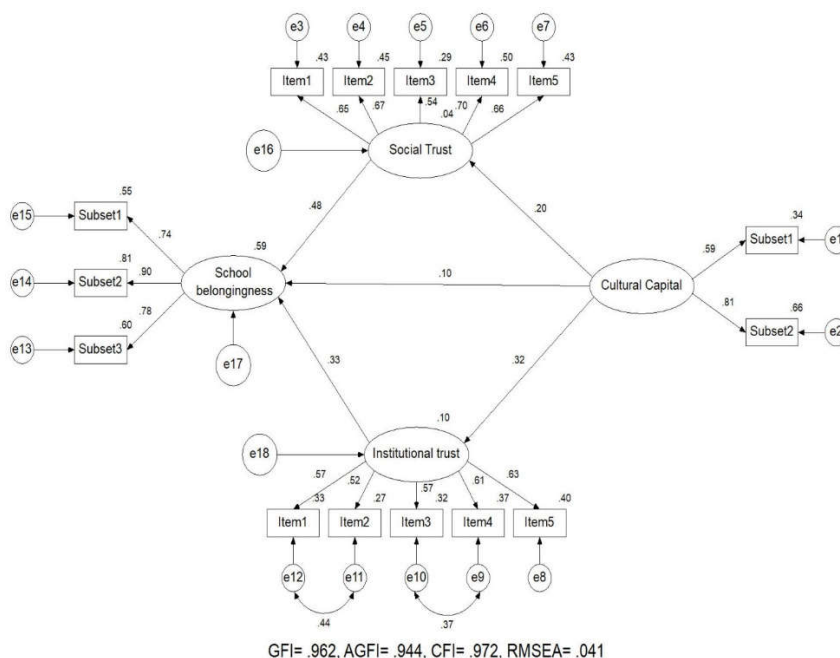 e3 e4 e5 e6 e7
.43 .45 .29 .50 .43
Item1 Item2 Item3 Item4 Item5
.65 .67 .54 .70 .66
.04
e16 Social Trust
.55 .48 .20
e15 Subset1 .34
.74 .59 .59 Subset1
.81
e14 Subset2 .90 School .10 Cultural Capital
belongingness
.78 .81 .66
.60 Subset2
e13 Subset3
e17 .33 .32
.10
e18 Institutional trust
.57 .52 .57 .61 .63
.33 .27 .32 .37 .40
Item1 Item2 Item3 Item4 Item5
e12 e11 e10 e9 e8
.44 .37
GFI= .962, AGFI= .944, CFI= .972, RMSEA= .041